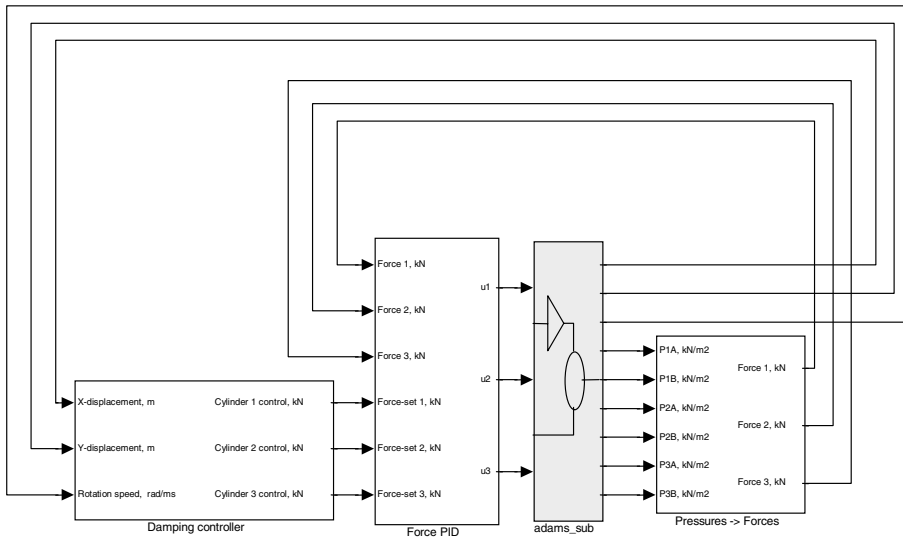 X-displacement, m
Y-displacement, m
Rotation speed, rad/ms
Cylinder 1 control, kN
Cylinder 2 control, kN
Cylinder 3 control, kN
Damping controller
Force 1, kN
Force 2, kN
Force 3, kN
Force-set 1, kN
Force-set 2, kN
Force-set 3, kN
u1
u2
u3
Force PID
adams_sub
P1A, kN/m2
P1B, kN/m2
P2A, kN/m2
P2B, kN/m2
P3A, kN/m2
P3B, kN/m2
Force 1, kN
Force 2, kN
Force 3, kN
Pressures -> Forces